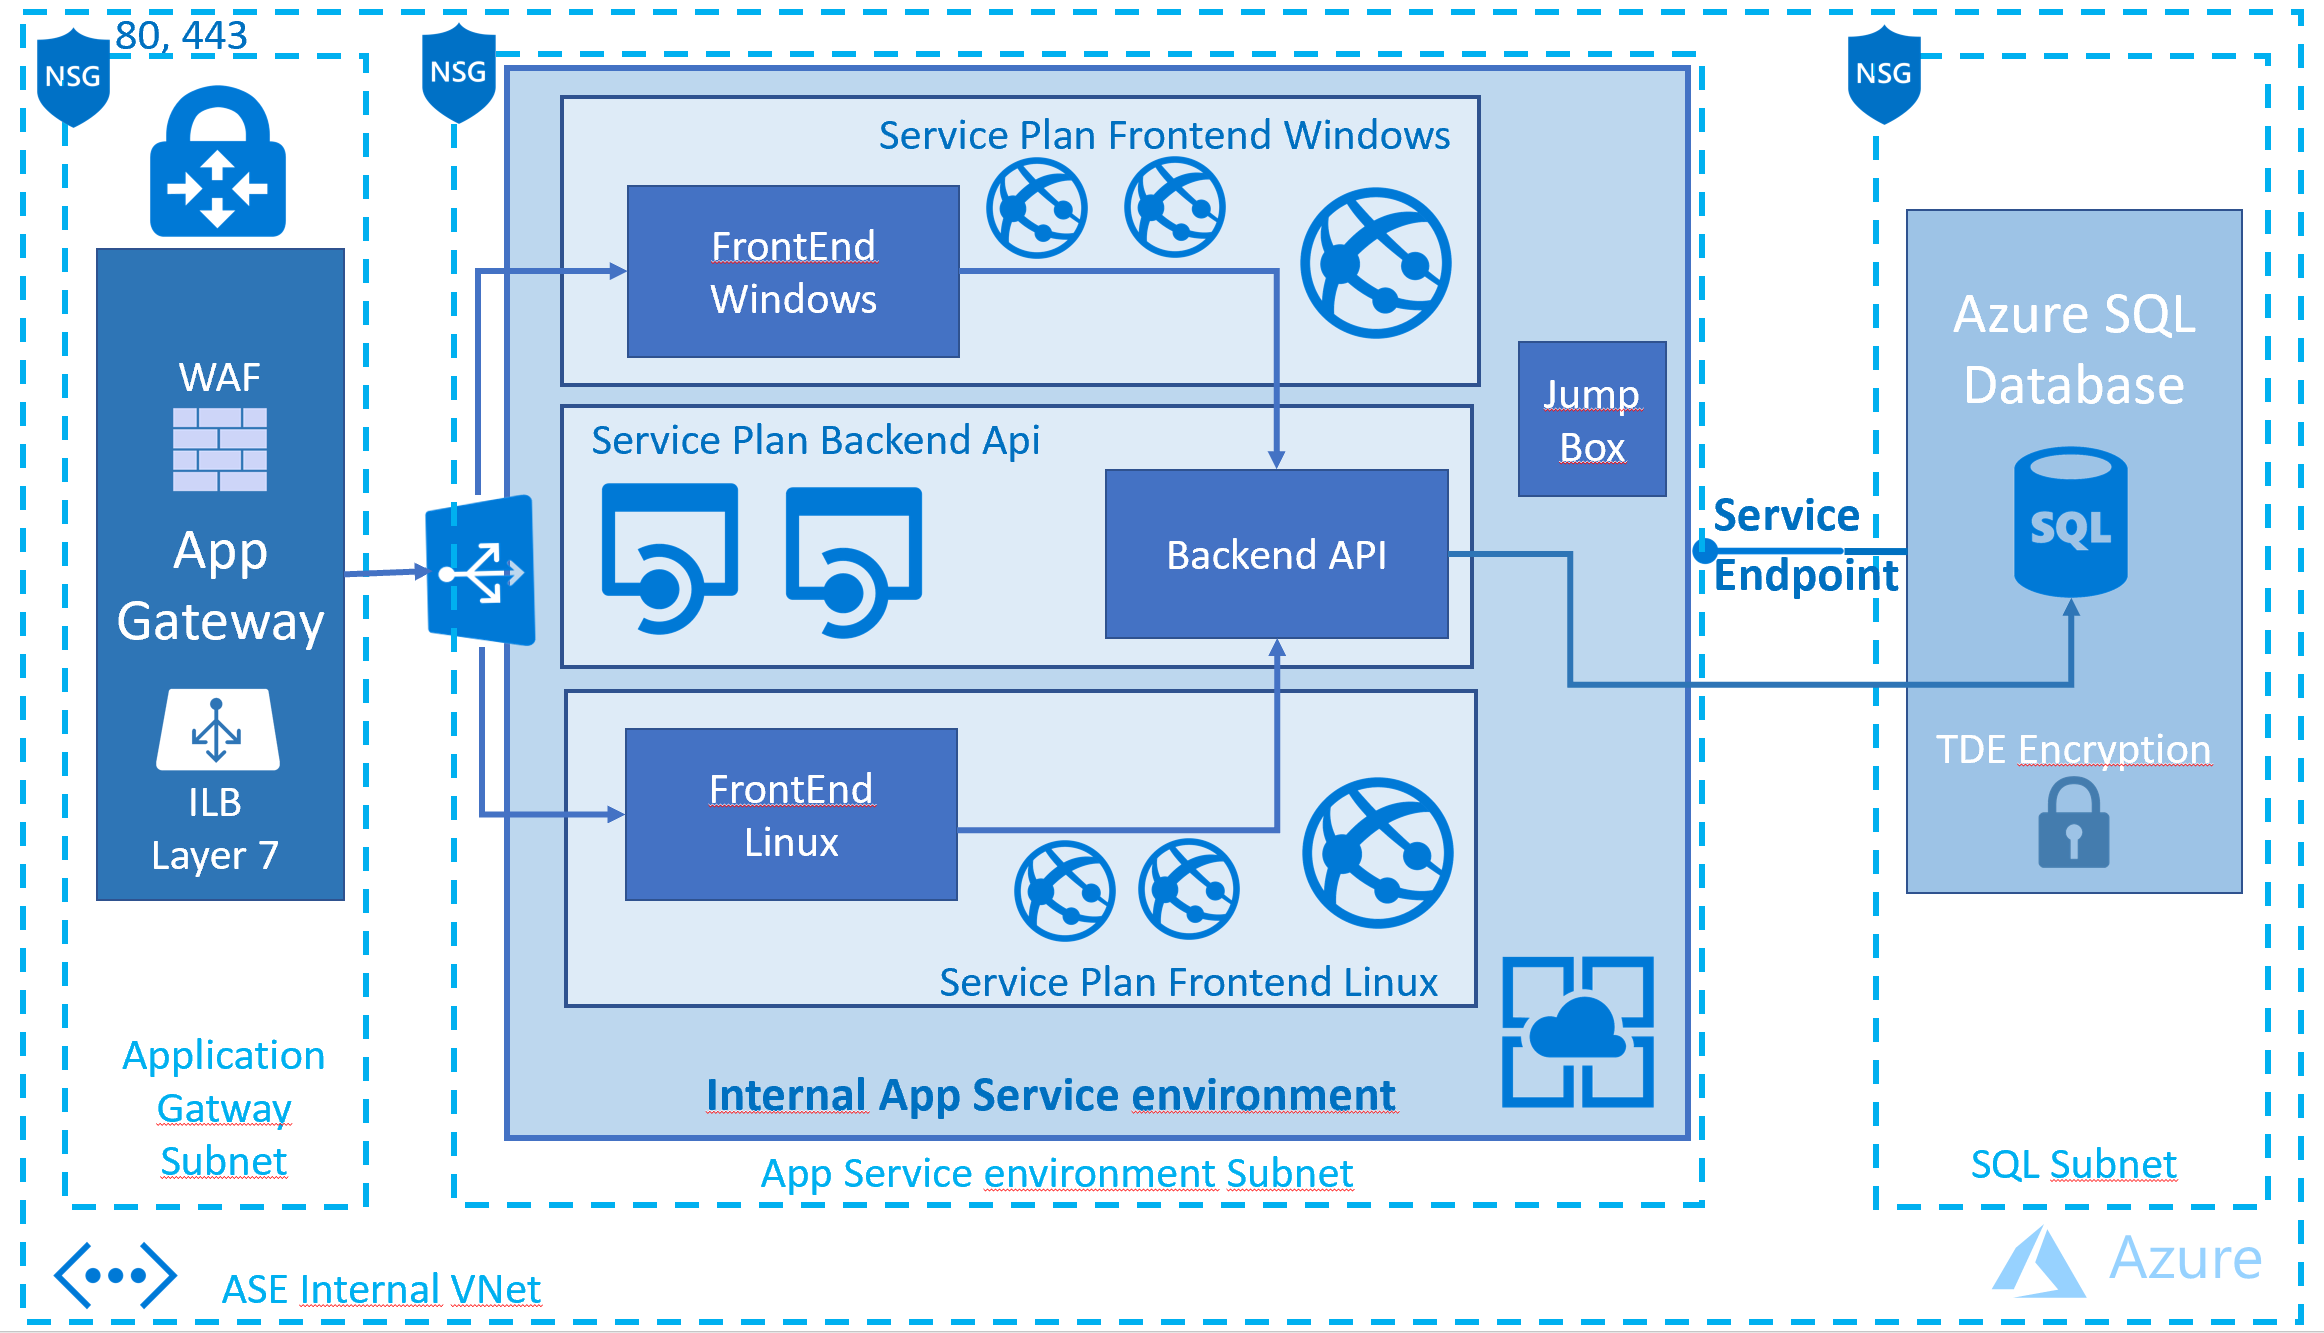 80, 443
NSG
NSG
NSG
WAF
App
Gateway
ILB
Layer 7
Application
Gatway
Subnet
Service Plan Frontend Windows
FrontEnd
Windows
Service Plan Backend Api
Backend API
Jump
Box
FrontEnd
Linux
Service Plan Frontend Linux
Internal App Service environment
App Service environment Subnet
Service
Endpoint
Azure SQL
Database
SQL
TDE Encryption
SQL Subnet
ASE Internal VNet
Azure